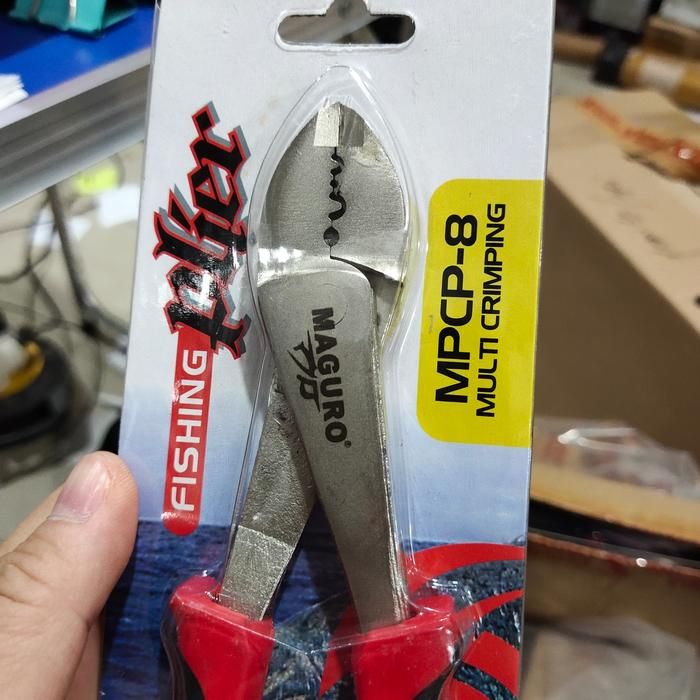 FISHING
plier
MAGURO®
MPCP-8
MULTI CRIMPING